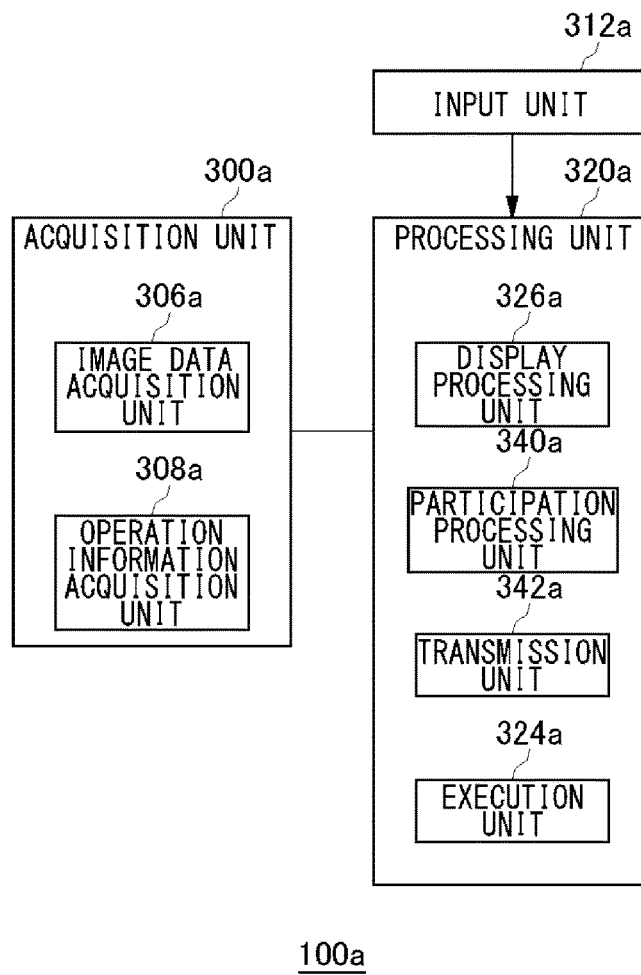 312a
INPUT UNIT
300a
320a
ACQUISITION UNIT
PROCESSING UNIT
306a
IMAGE DATA
ACQUISITION
UNIT
308a
OPERATION
INFORMATION
ACQUISITION
UNIT
326a
DISPLAY
PROCESSING
UNIT
340a
PARTICIPATION
PROCESSING
UNIT
342a
TRANSMISSION
UNIT
324a
EXECUTION
UNIT
100a